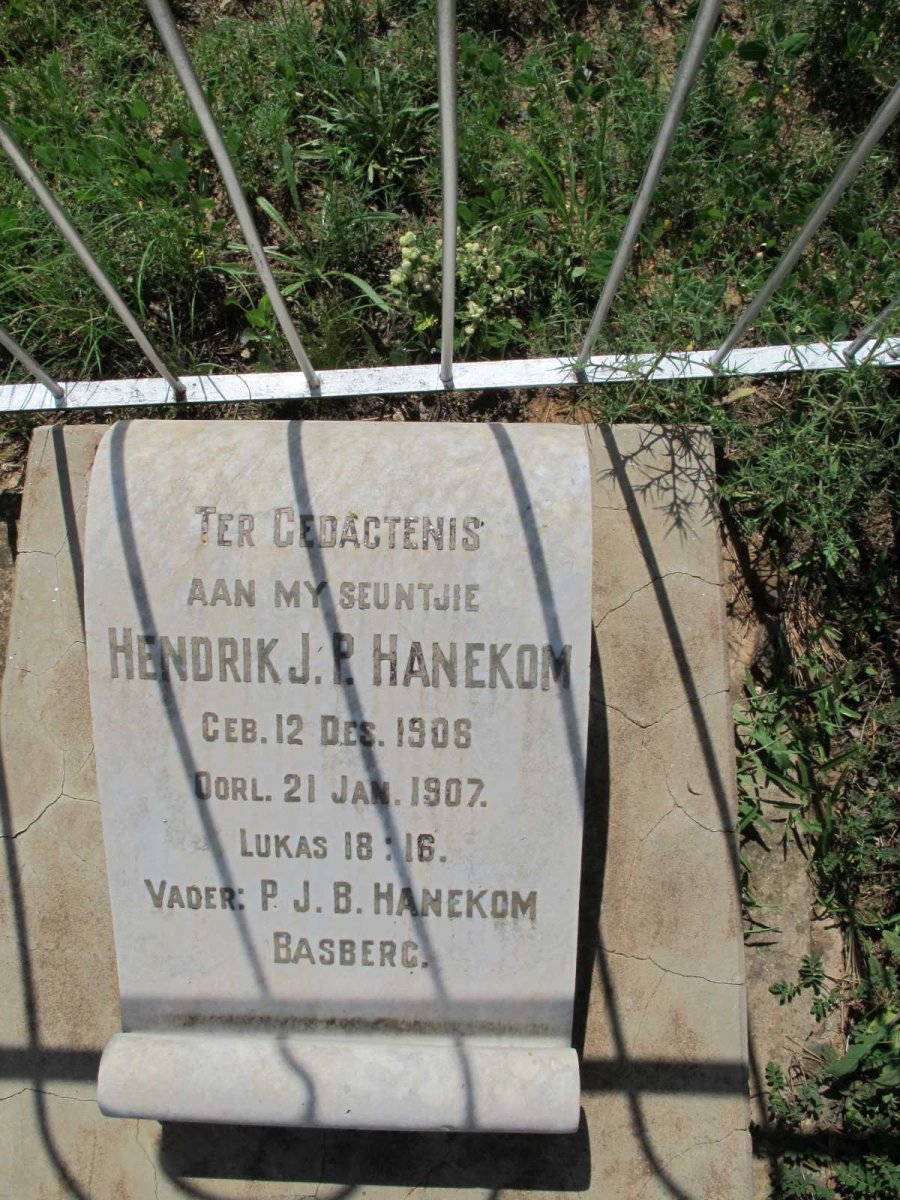 TER GEDACTENIS
AAN MY SEUNTJIE
HENDRIK J. P. HANEKOM
GEB. 12 DES. 1906
OORL. 21 JAN. 1907.
LUKAS 18 : 16.
VADER: P. J. B. HANEKOM
BASBERG.